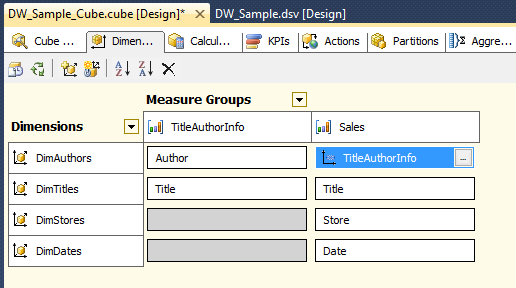 DW_Sample_Cube.cube [Design]* DW_Sample.dsv [Design]
Cube ... Dimen... Calcul... KPIs Actions Partitions Aggre...
Measure Groups
Dimensions TitleAuthorInfo Sales
DimAuthors Author TitleAuthorInfo ...
DimTitles Title Title
DimStores Store
DimDates Date